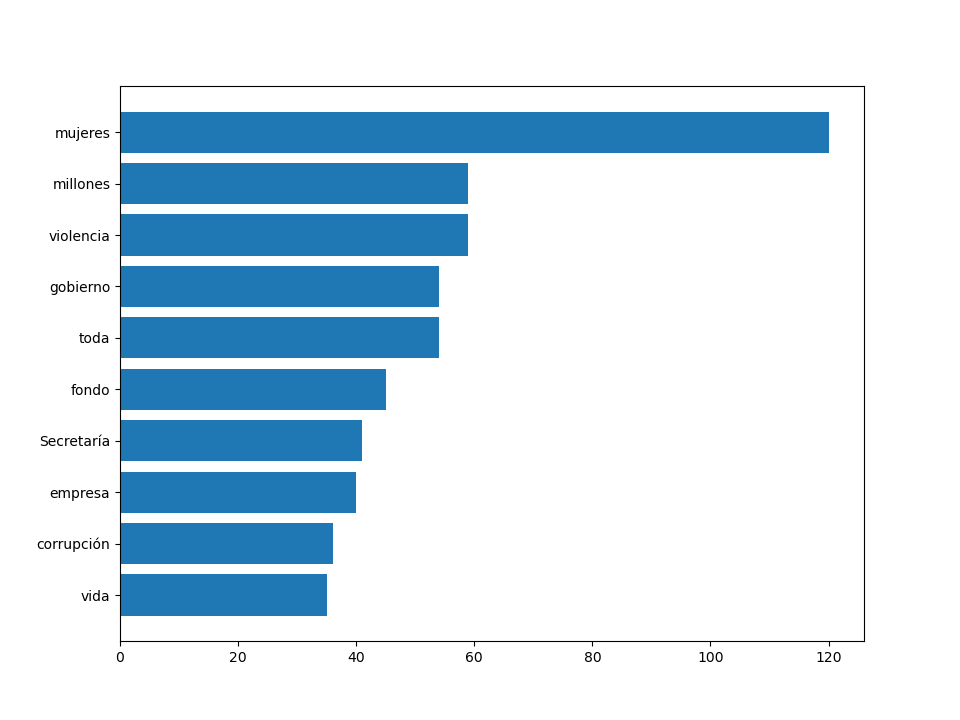 mujeres
millones
violencia
gobierno
toda
fondo
Secretaría
empresa
corrupción
vida
0 20 40 60 80 100 120